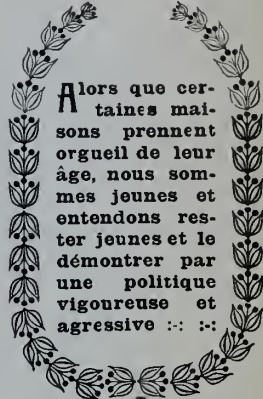 Alors que cer-
taines mai-
sons prennent
orgueil de leur
âge, nous som-
mes jeunes et
entendons res-
ter jeunes et le
démontrer par
une politique
vigoureuse et
agressive :-: :-: